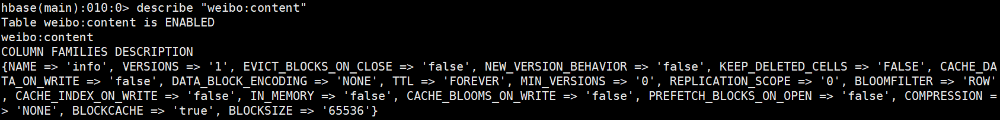 hbase(main):010:0> describe "weibo:content"
Table weibo:content is ENABLED
weibo:content
COLUMN FAMILIES DESCRIPTION
{NAME => 'info', VERSIONS => '1', EVICT_BLOCKS_ON_CLOSE => 'false', NEW_VERSION_BEHAVIOR => 'false', KEEP_DELETED_CELLS => 'FALSE', CACHE_DA
TA_ON_WRITE => 'false', DATA_BLOCK_ENCODING => 'NONE', TTL => 'FOREVER', MIN_VERSIONS => '0', REPLICATION_SCOPE => '0', BLOOMFILTER => 'ROW'
, CACHE_INDEX_ON_WRITE => 'false', IN_MEMORY => 'false', CACHE_BLOOMS_ON_WRITE => 'false', PREFETCH_BLOCKS_ON_OPEN => 'false', COMPRESSION =
> 'NONE', BLOCKCACHE => 'true', BLOCKSIZE => '65536'}